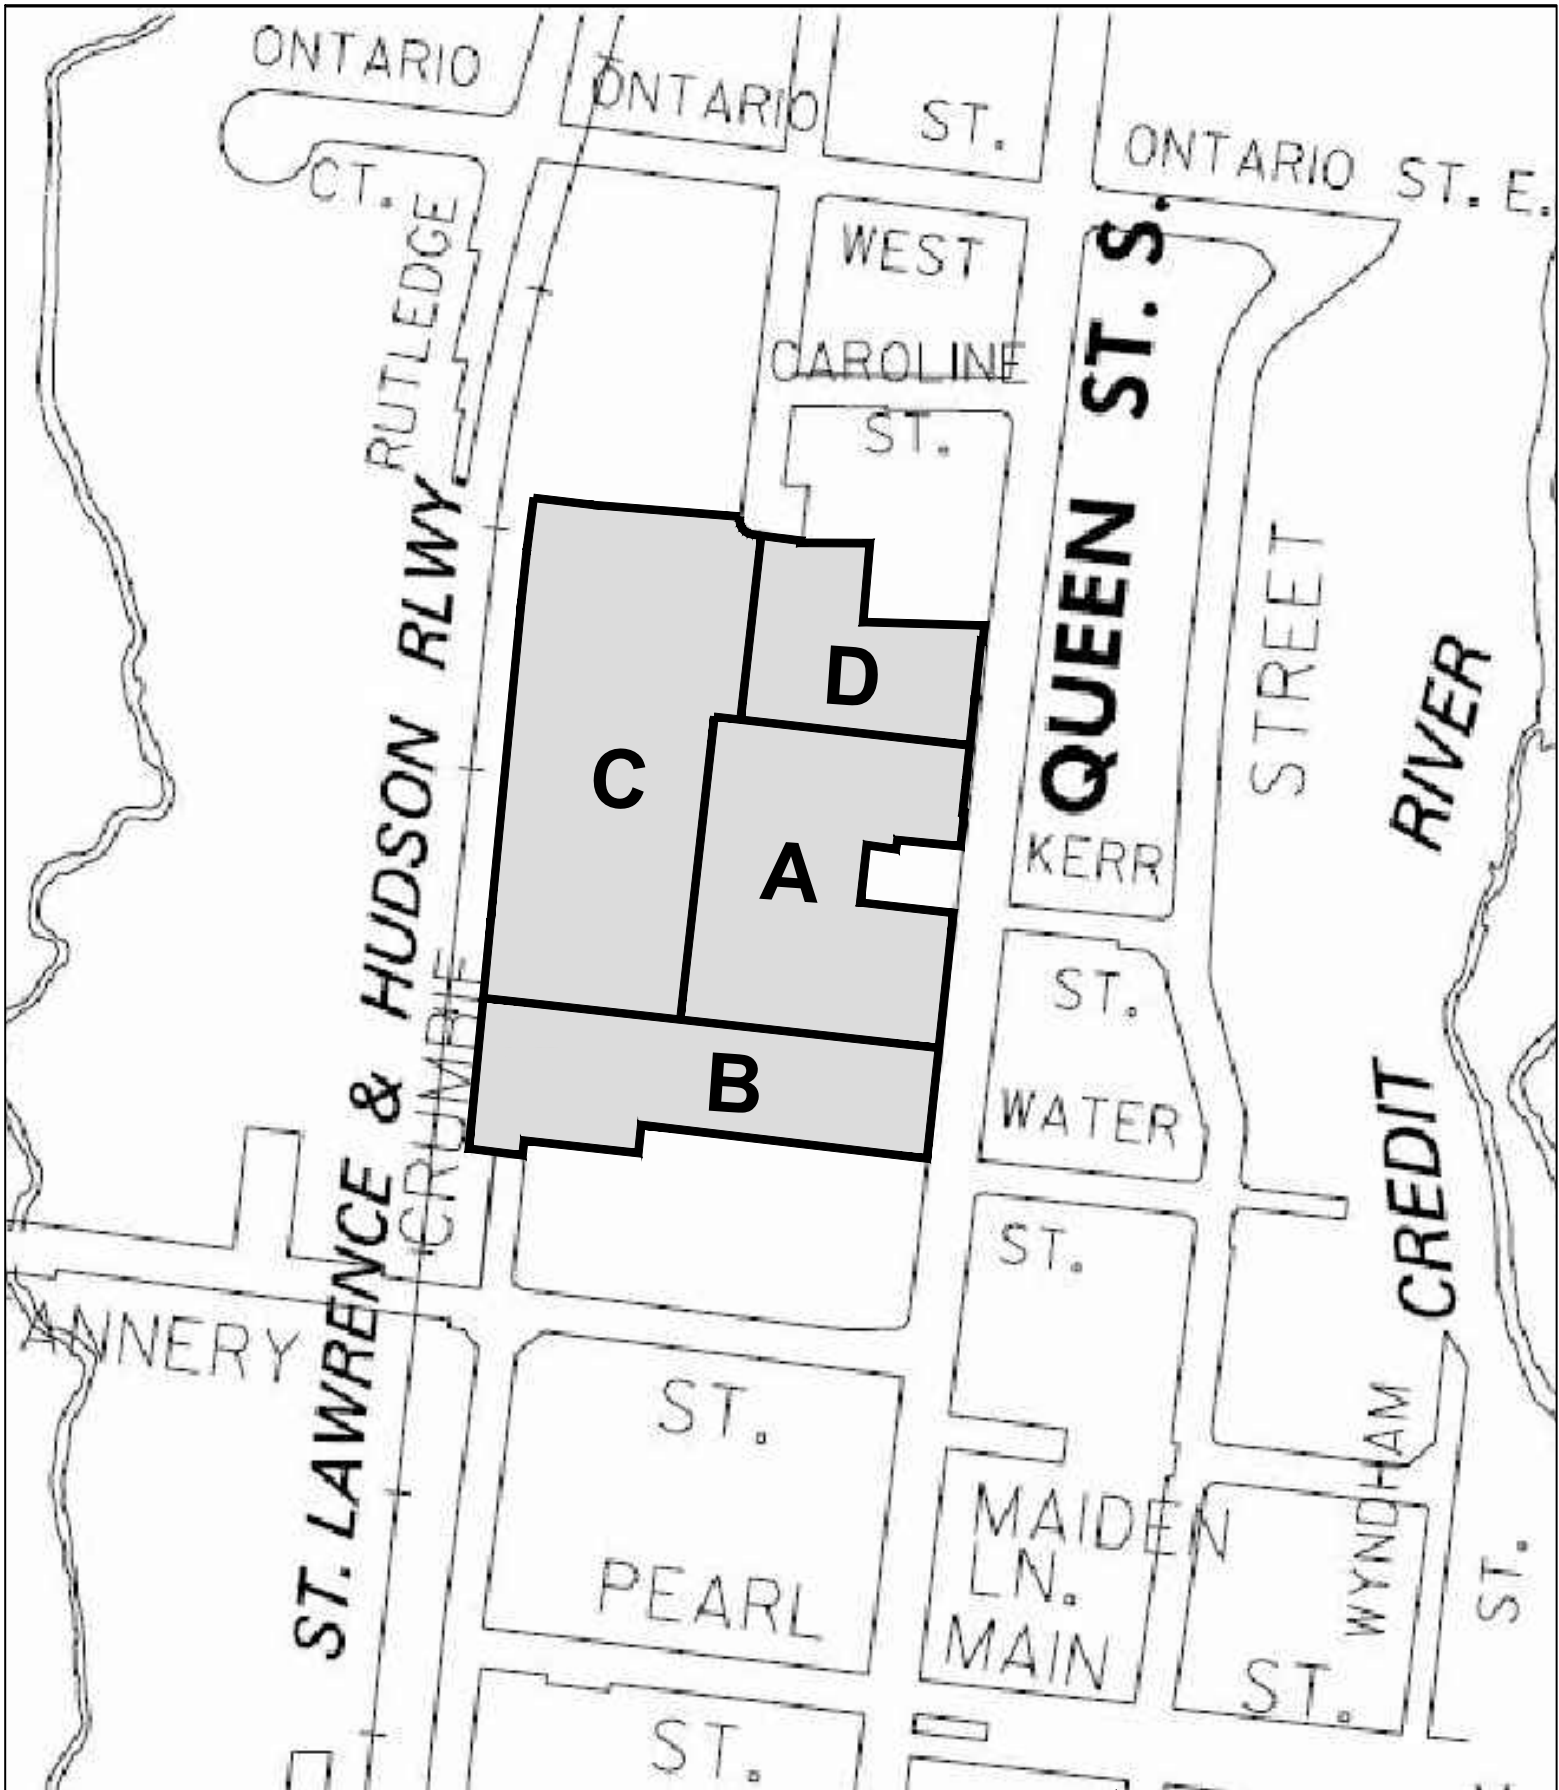 ONTARIO
ONTARIO
ST.
ONTARIO ST. E.
CT.
RUTLEDGE
WEST
CAROLINE
ST.
QUEEN ST. S.
STREET
ST. LAWRENCE & HUDSON RLWY.
D
C
A
B
KERR
ST.
RIVER
CREDIT
CRUMBIE
WATER
ST.
ANNERY
ST.
MAIDEN
LN.
MAIN
WYNDHAM
ST.
PEARL
ST.
ST.